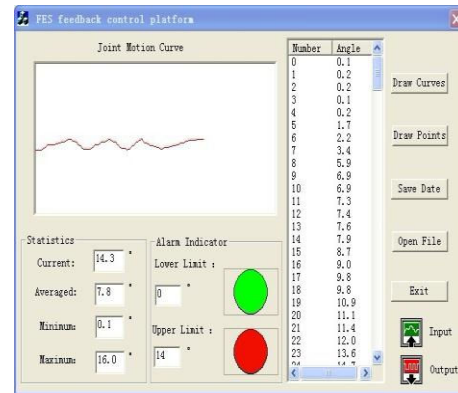 FES feedback control platform
Joint Motion Curve
Number Angle
0 0.1
1 0.2
2 0.2
3 0.1
4 0.2
5 1.7
6 2.2
7 3.4
8 5.9
9 6.9
10 6.9
11 7.3
12 7.4
13 7.6
14 7.9
15 8.7
16 9.0
17 9.8
18 9.8
19 10.9
20 11.1
21 11.4
22 12.0
23 13.6
Draw Curves
Draw Points
Save Date
Open File
Exit
Input
Output
Statistics
Current: 14.3 °
Averaged: 7.8 °
Minimum: 0.1 °
Maximum: 16.0 °
Alarm Indicator
Lower Limit :
0 °
Upper Limit :
14 °